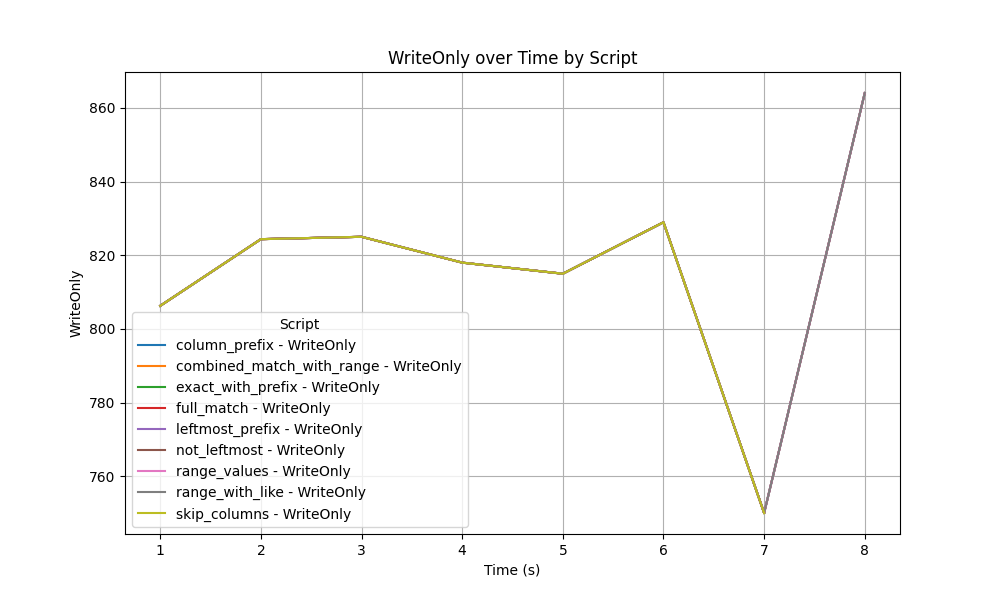 WriteOnly over Time by Script
860
840
820
800
780
760
WriteOnly
Script
column_prefix - WriteOnly
combined_match_with_range - WriteOnly
exact_with_prefix - WriteOnly
full_match - WriteOnly
leftmost_prefix - WriteOnly
not_leftmost - WriteOnly
range_values - WriteOnly
range_with_like - WriteOnly
skip_columns - WriteOnly
1 2 3 4 5 6 7 8
Time (s)